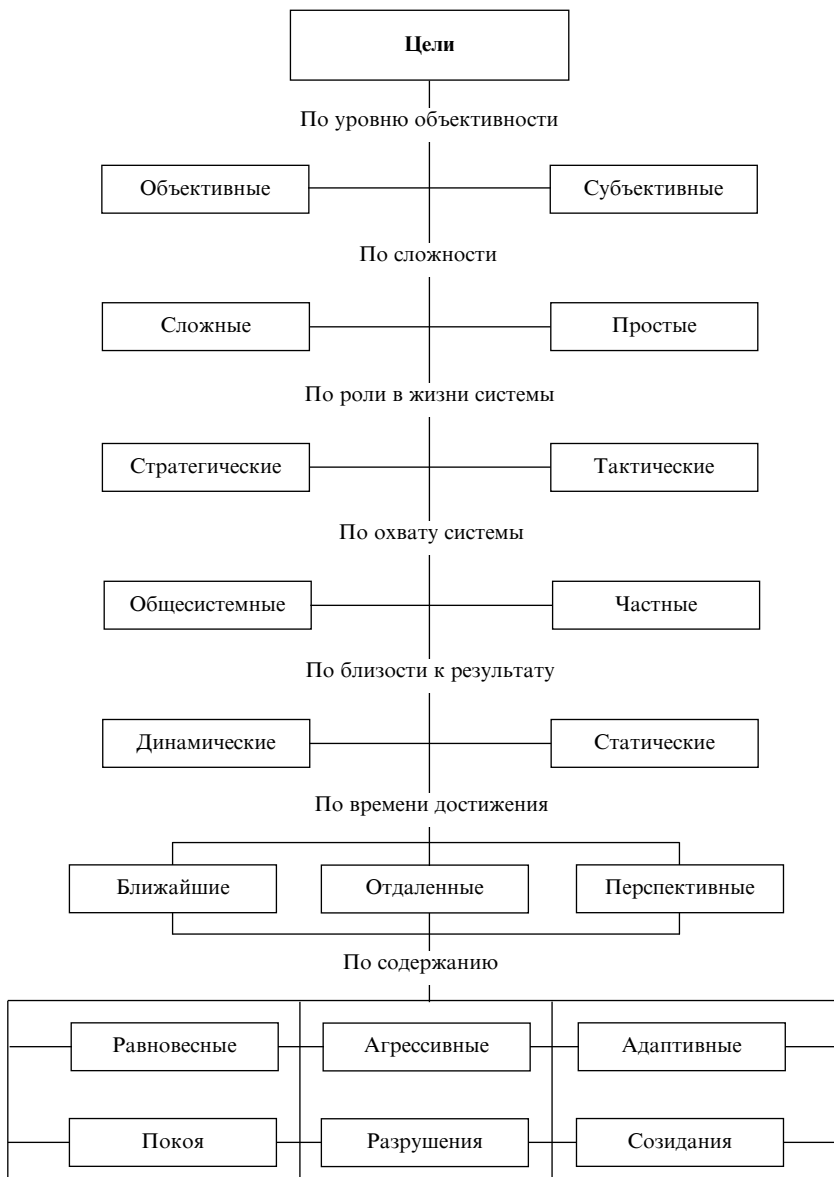 Цели
По уровню объективности
Объективные
Субъективные
По сложности
Сложные
Простые
По роли в жизни системы
Стратегические
Тактические
По охвату системы
Общесистемные
Частные
По близости к результату
Динамические
Статические
По времени достижения
Ближайшие
Отдаленные
Перспективные
По содержанию
Равновесные
Агрессивные
Адаптивные
Покоя
Разрушения
Созидания